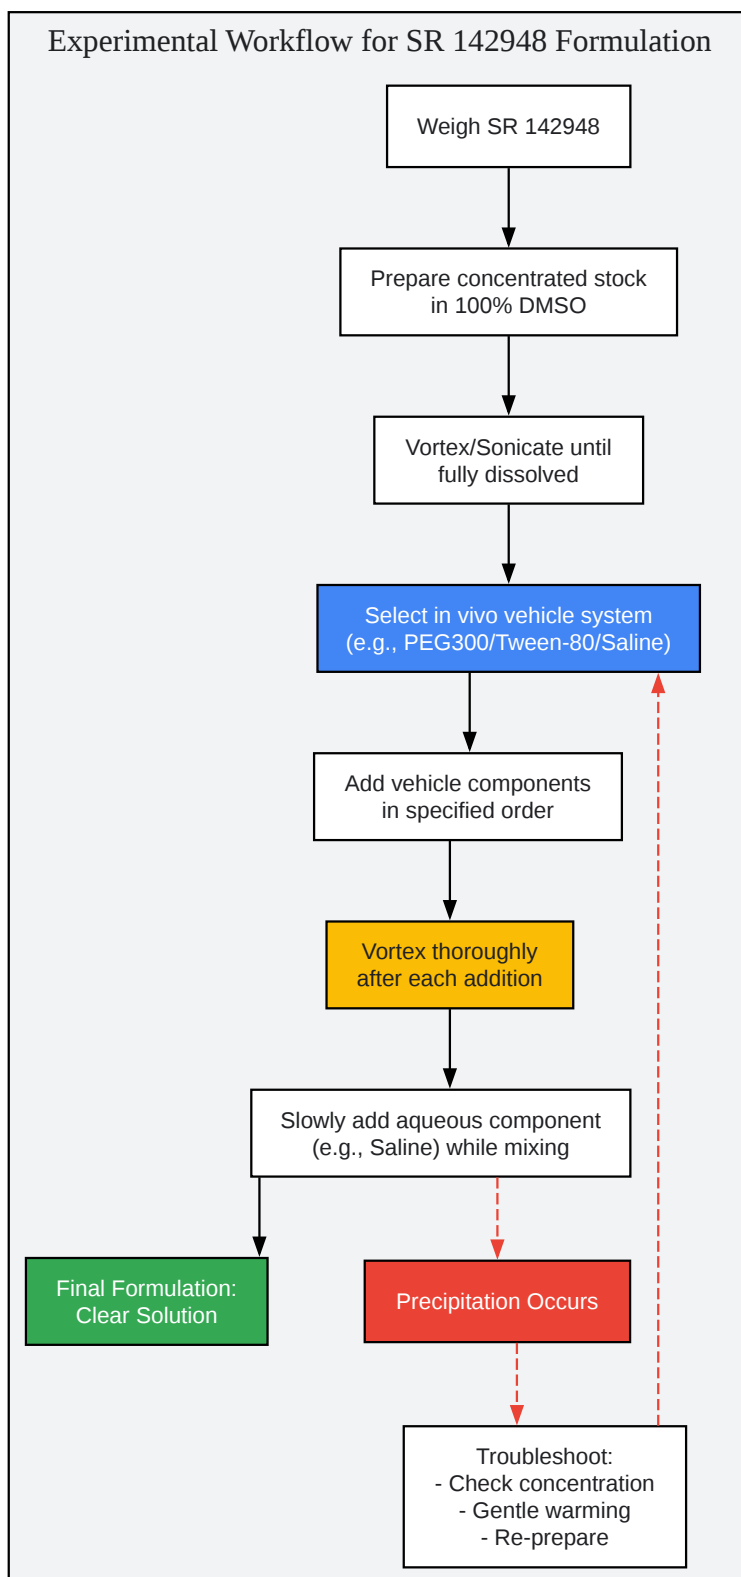 Experimental Workflow for SR 142948 Formulation
Weigh SR 142948
Prepare concentrated stock
in 100% DMSO
Vortex/Sonicate until
fully dissolved
Select in vivo vehicle system
(e.g., PEG300/Tween-80/Saline)
Add vehicle components
in specified order
Vortex thoroughly
after each addition
Slowly add aqueous component
(e.g., Saline) while mixing
Final Formulation:
Clear Solution
Precipitation Occurs
Troubleshoot:
- Check concentration
- Gentle warming
- Re-prepare